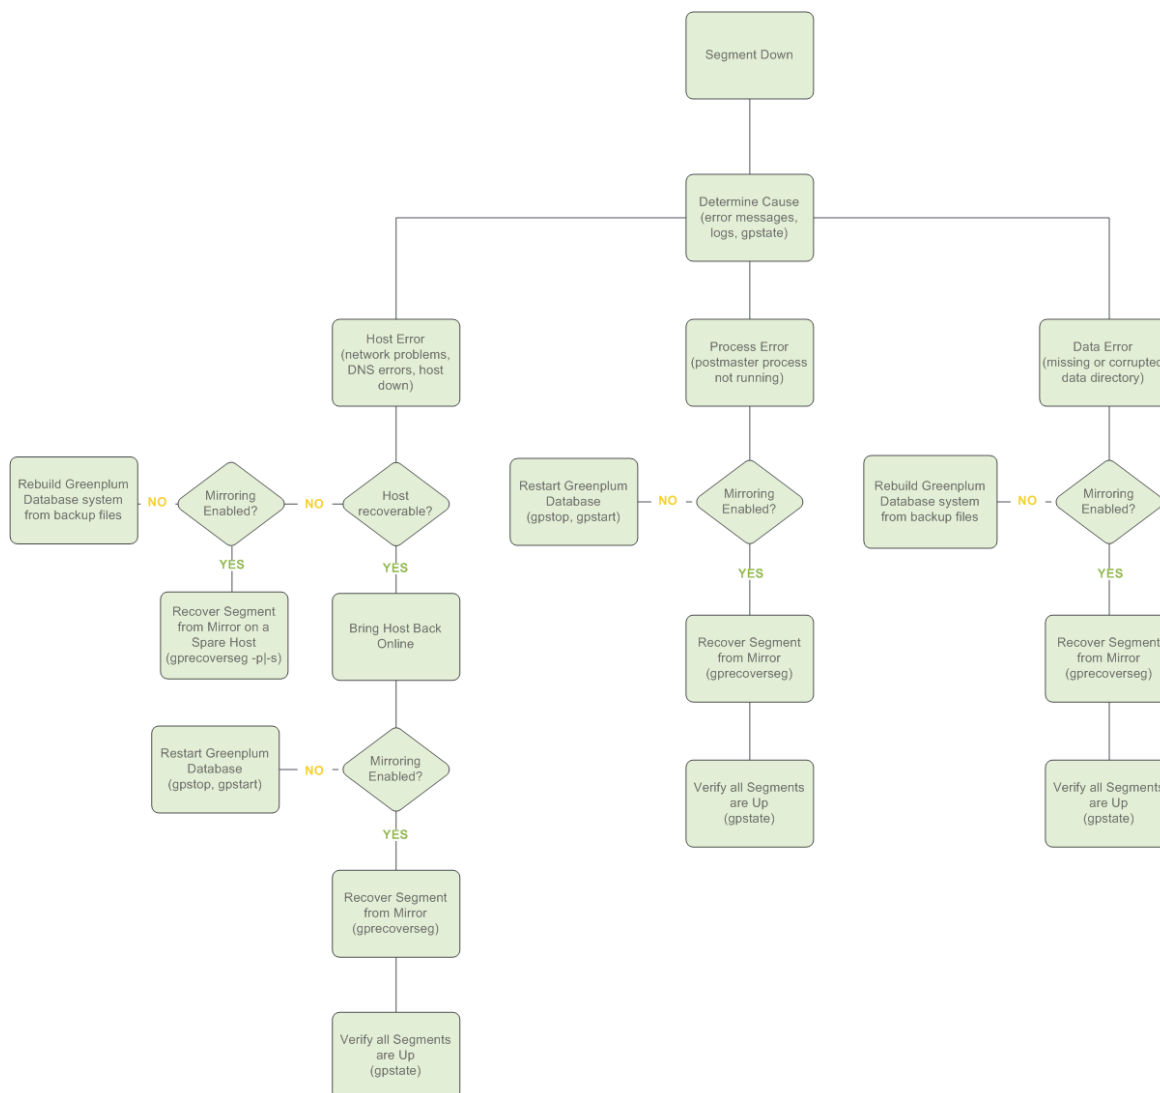 Segment Down
Determine Cause
(error messages,
logs, gpstate)
Host Error
(network problems,
DNS errors, host
down)
Process Error
(postmaster process
not running)
Data Error
(missing or corrupted
data directory)
Rebuild Greenplum
Database system
from backup files
NO
Mirroring
Enabled?
NO
Host
recoverable?
Restart Greenplum
Database
(gpstop, gpstart)
NO
Mirroring
Enabled?
Rebuild Greenplum
Database system
from backup files
NO
Mirroring
Enabled?
YES
YES
YES
YES
Recover Segment
from Mirror on a
Spare Host
(gprecoverseg -p|-s)
Bring Host Back
Online
Recover Segment
from Mirror
(gprecoverseg)
Recover Segment
from Mirror
(gprecoverseg)
Restart Greenplum
Database
(gpstop, gpstart)
NO
Mirroring
Enabled?
Verify all Segments
are Up
(gpstate)
Verify all Segments
are Up
(gpstate)
YES
Recover Segment
from Mirror
(gprecoverseg)
Verify all Segments
are Up
(gpstate)